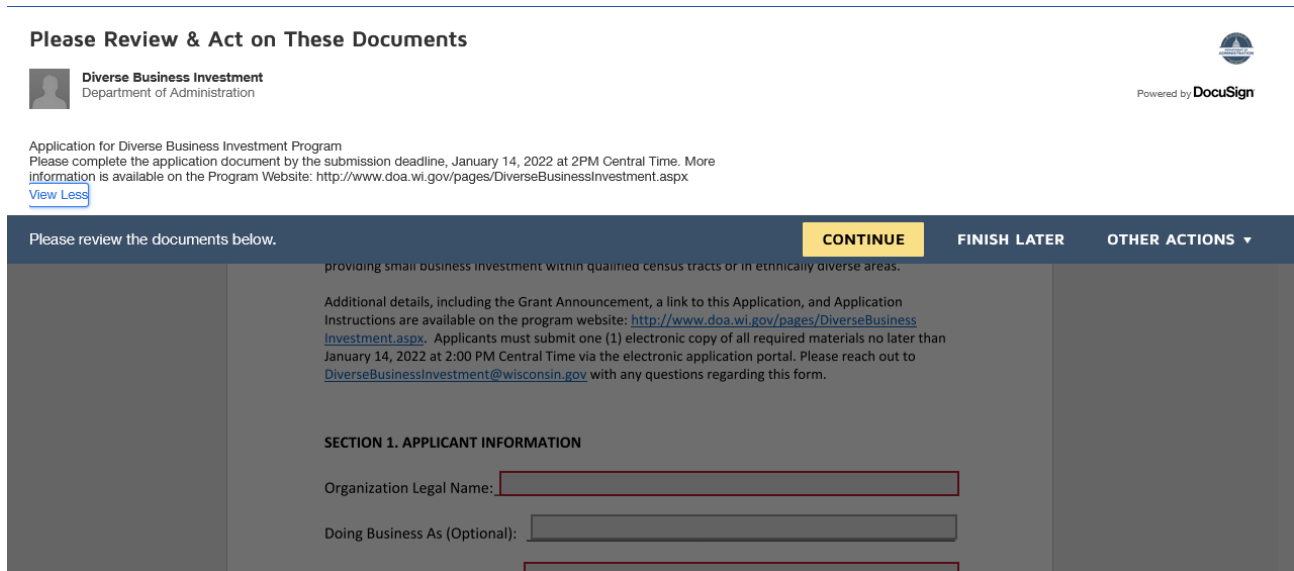 Please Review & Act on These Documents
Diverse Business Investment
Department of Administration
Powered by DocuSign
Application for Diverse Business Investment Program
Please complete the application document by the submission deadline, January 14, 2022 at 2PM Central Time. More
information is available on the Program Website: http://www.doa.wi.gov/pages/DiverseBusinessInvestment.aspx
View Less
Please review the documents below.
CONTINUE
FINISH LATER
OTHER ACTIONS
providing small business investment within qualified census tracts or in ethnically diverse areas.
Additional details, including the Grant Announcement, a link to this Application, and Application
Instructions are available on the program website: http://www.doa.wi.gov/pages/DiverseBusiness
Investment.aspx. Applicants must submit one (1) electronic copy of all required materials no later than
January 14, 2022 at 2:00 PM Central Time via the electronic application portal. Please reach out to
DiverseBusinessInvestment@wisconsin.gov with any questions regarding this form.
SECTION 1. APPLICANT INFORMATION
Organization Legal Name:
Doing Business As (Optional):